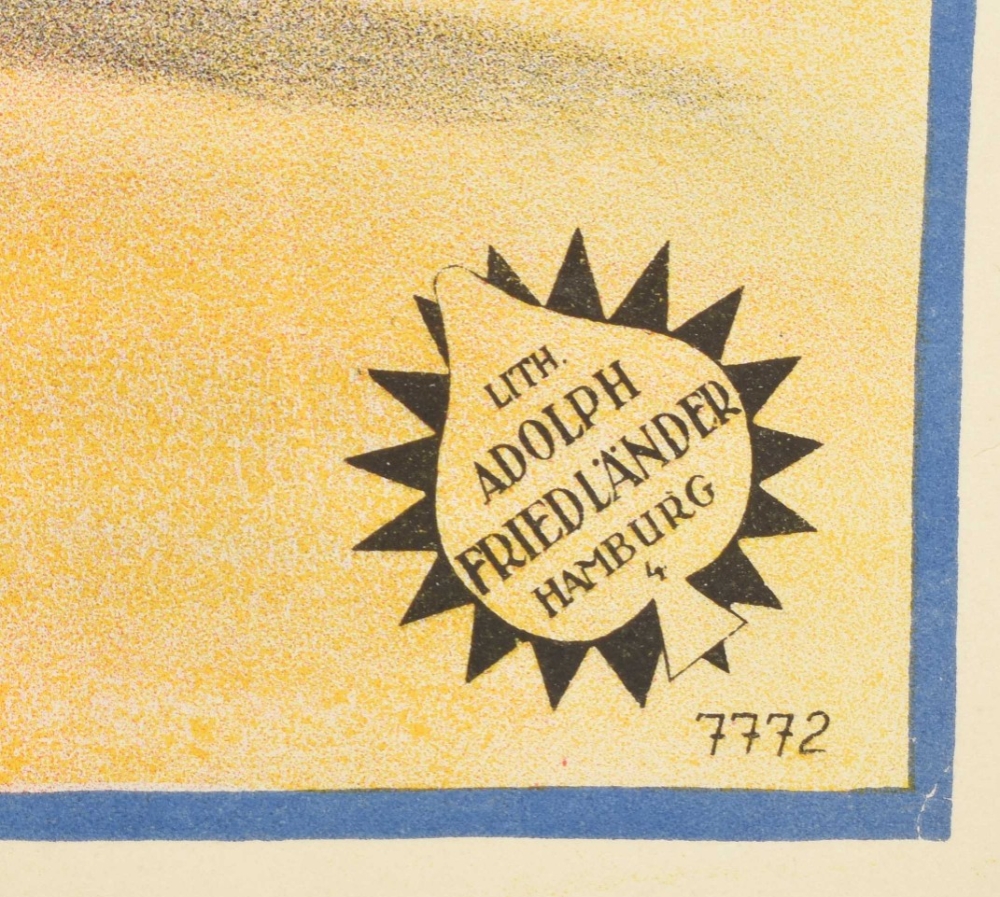 LITH.
ADOLPH
FRIEDLÄNDER
HAMBURG
4
7772